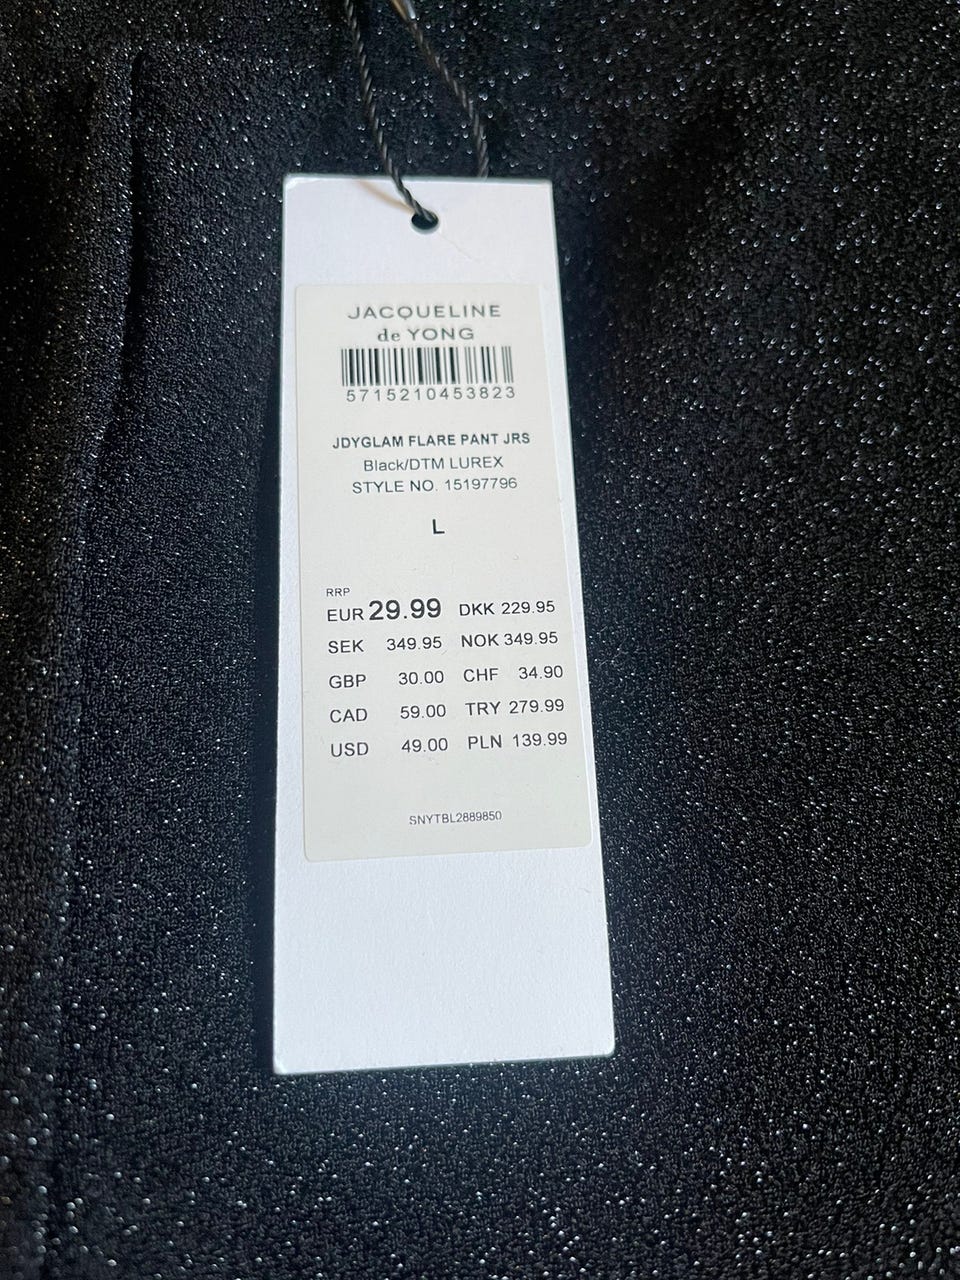 JACQUELINE
de YONG
5715210453823
JDYGLAM FLARE PANT JRS
Black/DTM LUREX
STYLE NO. 15197796
L
RRP
EUR 29.99 DKK 229.95
SEK 349.95 NOK 349.95
GBP 30.00 CHF 34.90
CAD 59.00 TRY 279.99
USD 49.00 PLN 139.99
SNYTBL2889850